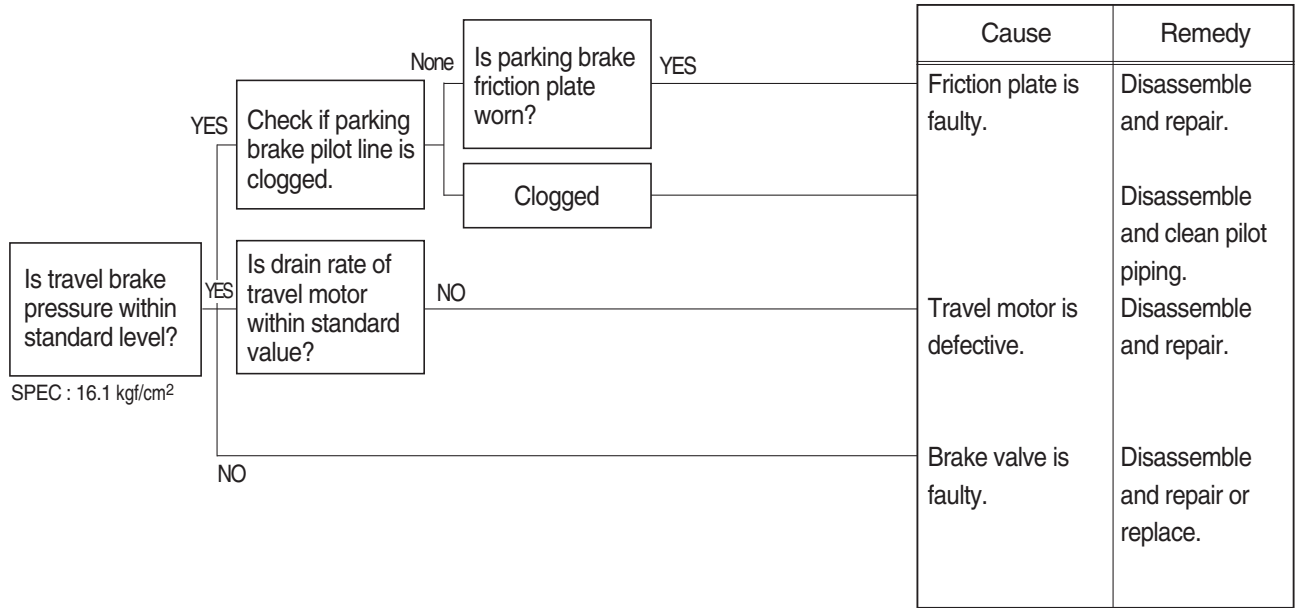 Cause
Remedy
None
Is parking brake
friction plate
worn?
YES
Friction plate is
faulty.
Disassemble
and repair.
YES
Check if parking
brake pilot line is
clogged.
Clogged
Disassemble
and clean pilot
piping.
Is travel brake
pressure within
standard level?
SPEC : 16.1 kgf/cm2
YES
Is drain rate of
travel motor
within standard
value?
NO
Travel motor is
defective.
Disassemble
and repair.
NO
Brake valve is
faulty.
Disassemble
and repair or
replace.